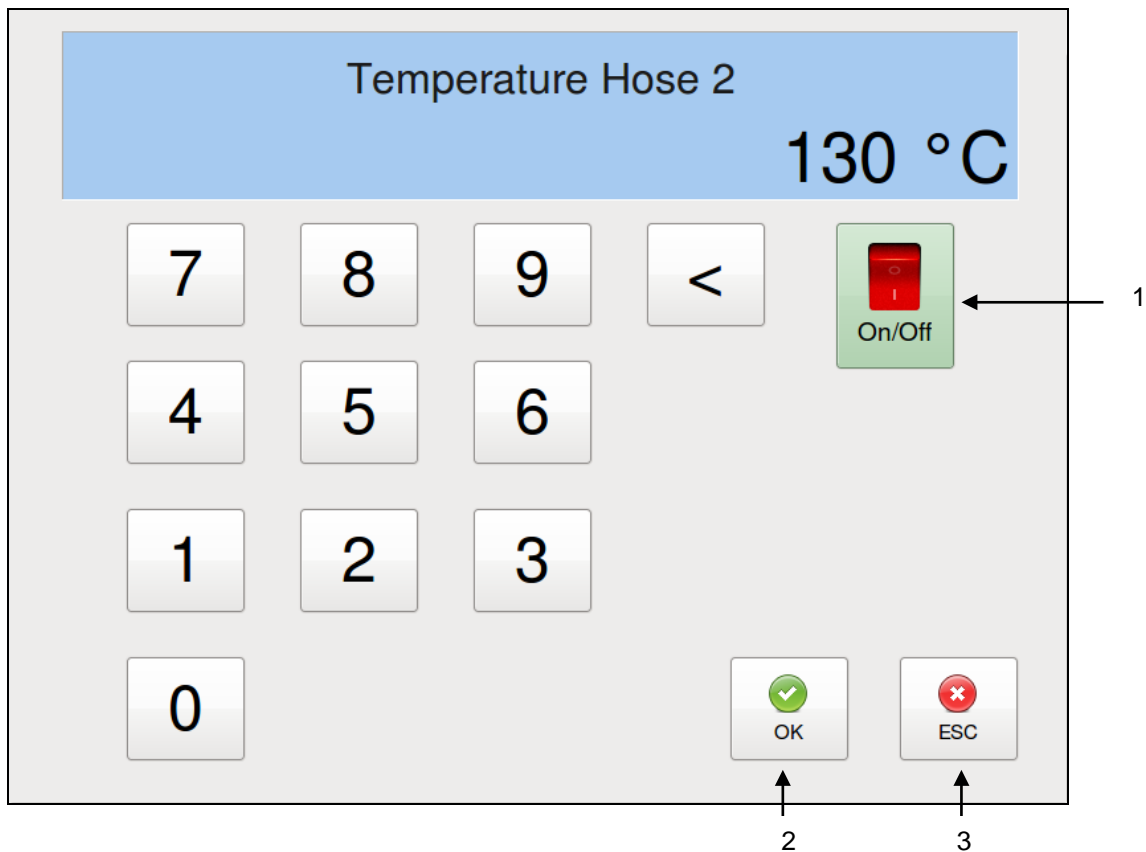 Temperature Hose 2
130 °C
7 8 9 <
O
I
On/Off
1
4 5 6
1 2 3
0
OK ESC
2 3